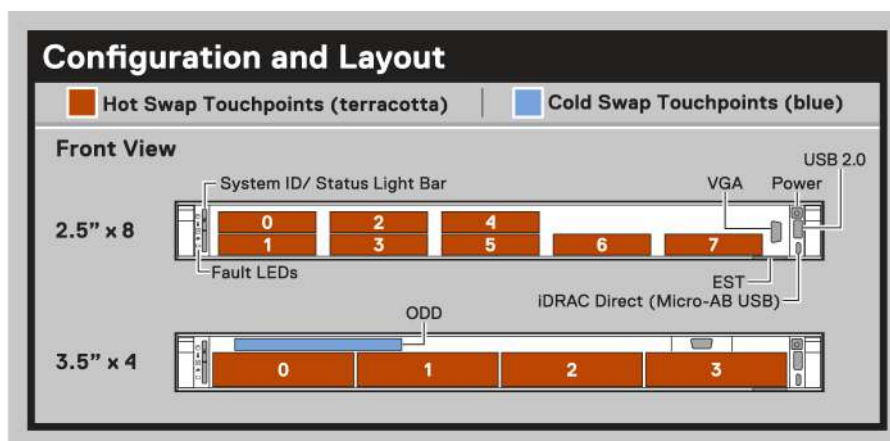 Configuration and Layout
Hot Swap Touchpoints (terracotta)
Cold Swap Touchpoints (blue)
Front View
USB 2.0
System ID/ Status Light Bar
VGA
Power
2.5” x 8
0 2 4
1 3 5 6 7
Fault LEDs
EST
iDRAC Direct (Micro-AB USB)
ODD
3.5” x 4
0 1 2 3